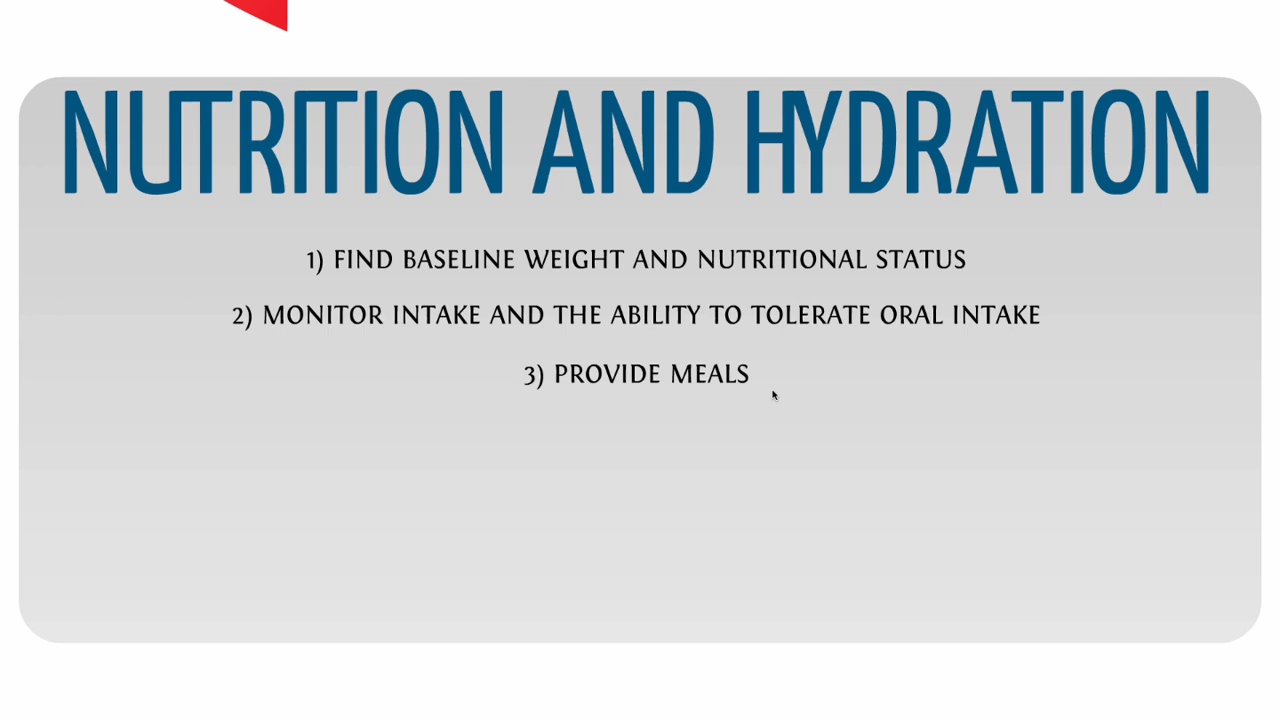 NUTRITION AND HYDRATION
1) FIND BASELINE WEIGHT AND NUTRITIONAL STATUS
2) MONITOR INTAKE AND THE ABILITY TO TOLERATE ORAL INTAKE
3) PROVIDE MEALS